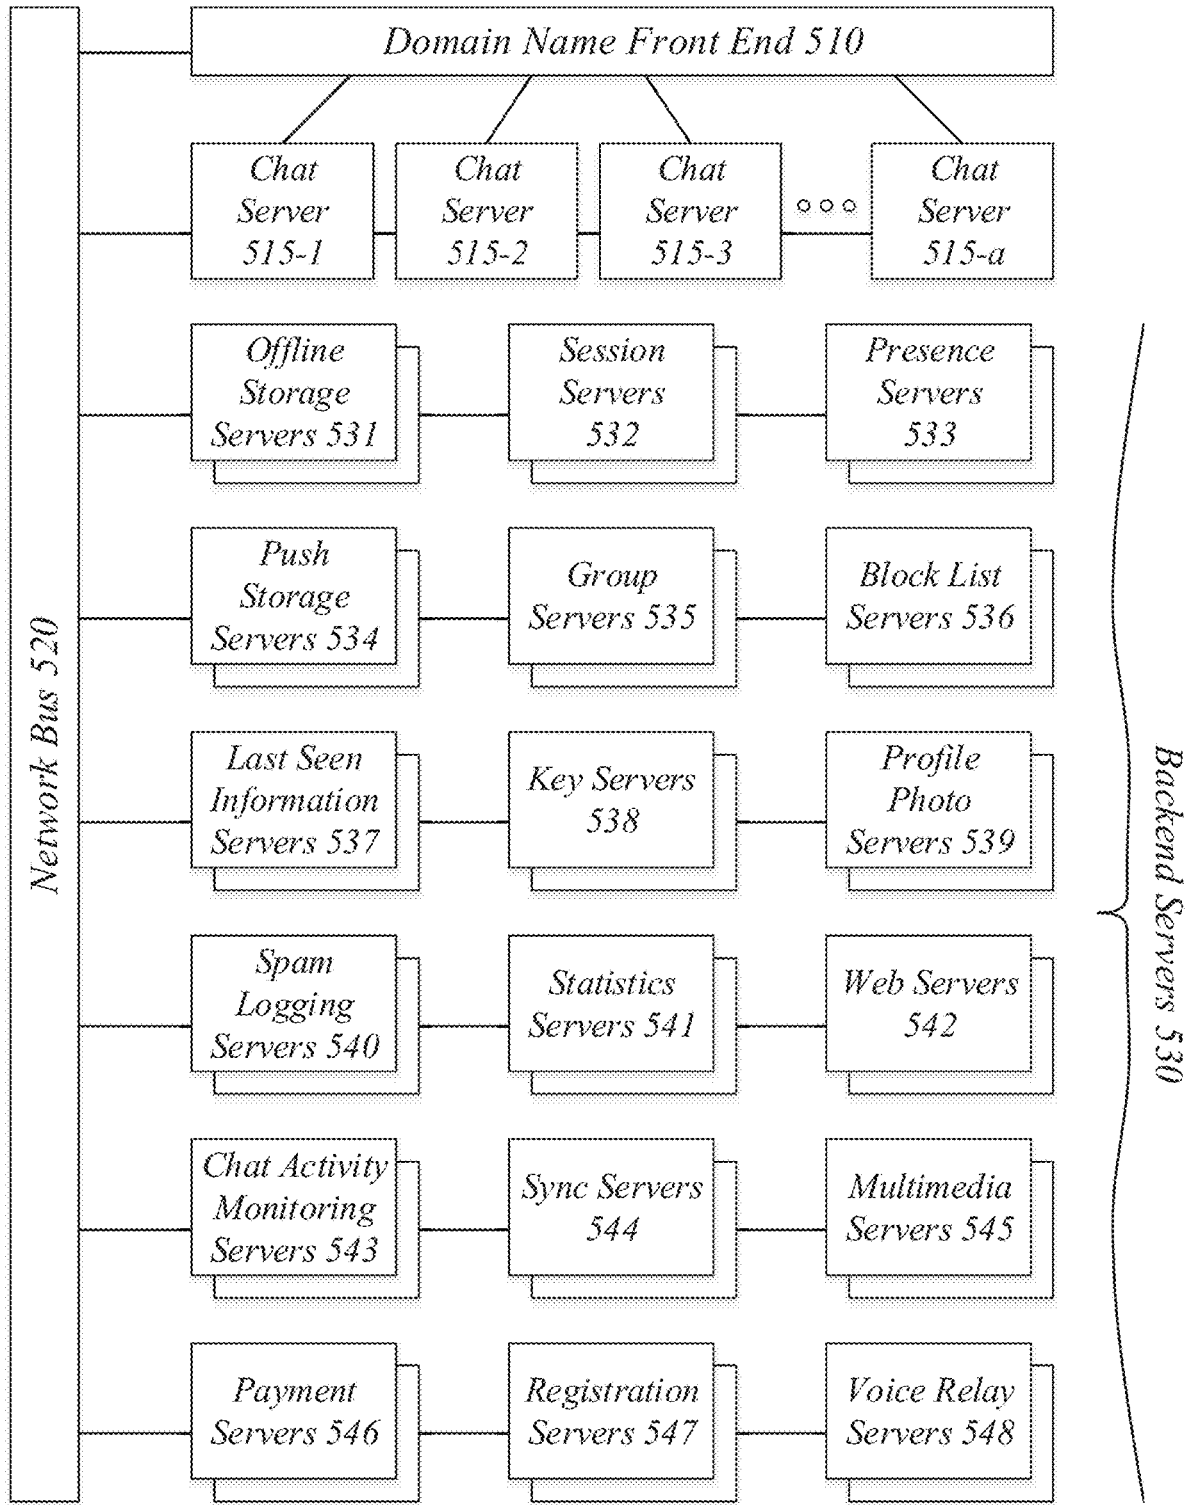 Domain Name Front End 510
Chat
Server
515-1
Chat
Server
515-2
Chat
Server
515-3
Chat
Server
515-a
Offline
Storage
Servers 531
Session
Servers
532
Presence
Servers
533
Push
Storage
Servers 534
Group
Servers 535
Block List
Servers 536
Last Seen
Information
Servers 537
Key Servers
538
Profile
Photo
Servers 539
Spam
Logging
Servers 540
Statistics
Servers 541
Web Servers
542
Chat Activity
Monitoring
Servers 543
Sync Servers
544
Multimedia
Servers 545
Payment
Servers 546
Registration
Servers 547
Voice Relay
Servers 548
Network Bus 520
Backend Servers 530